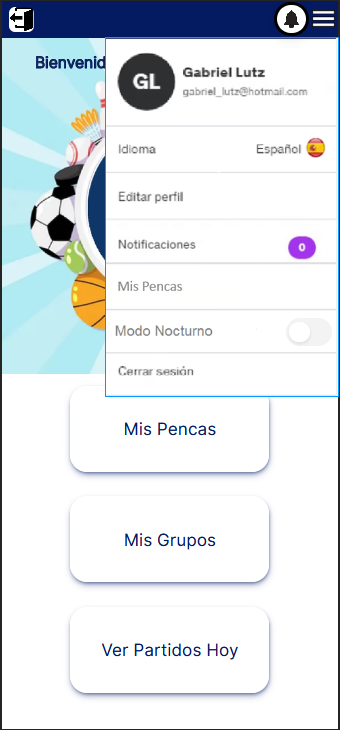 Bienvenid
GL
Gabriel Lutz
gabriel_lutz@hotmail.com
Idioma Español
Editar perfil
Notificaciones 0
Mis Pencas
Modo Nocturno
Cerrar sesión
Mis Pencas
Mis Grupos
Ver Partidos Hoy